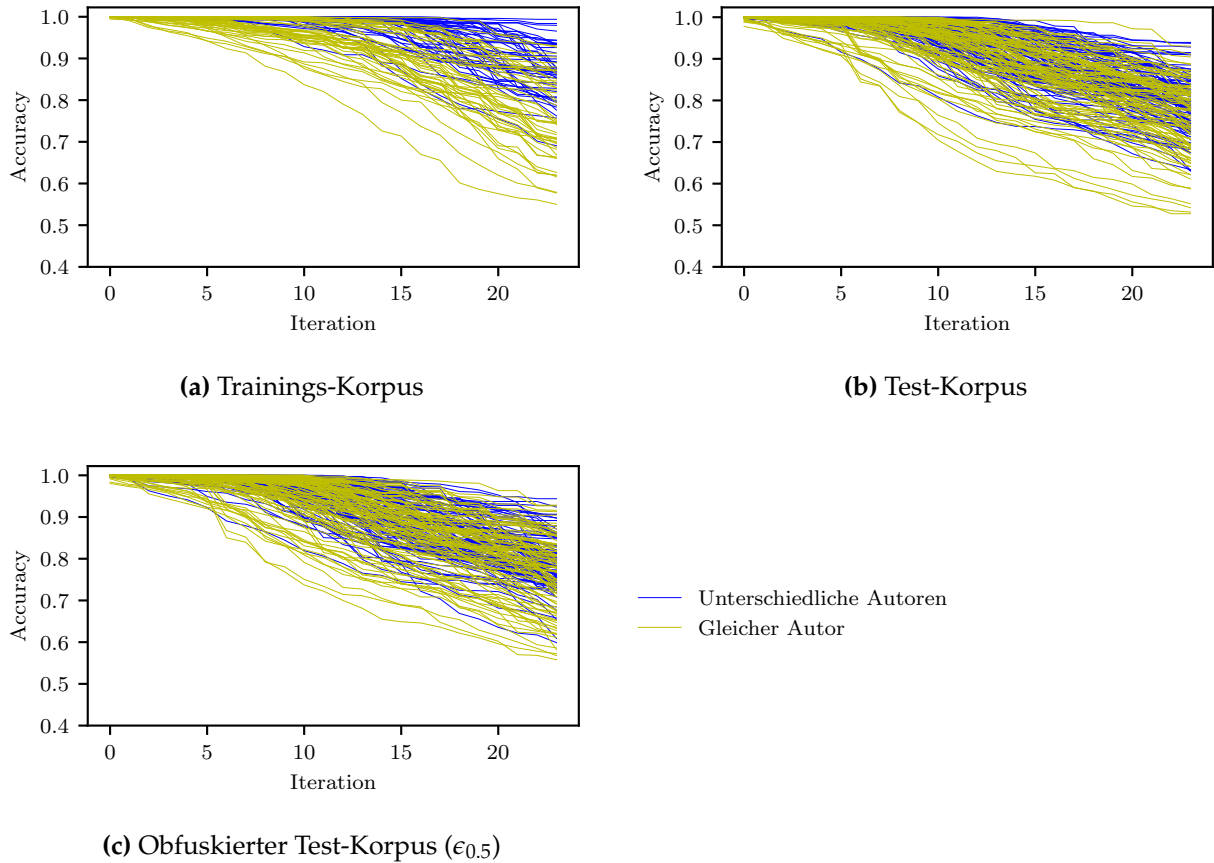 1.0
0.9
0.8
0.7
0.6
0.5
0.4
Accuracy
0 5 10 15 20
Iteration
(a) Trainings-Korpus
1.0
0.9
0.8
0.7
0.6
0.5
0.4
Accuracy
0 5 10 15 20
Iteration
(b) Test-Korpus
1.0
0.9
0.8
0.7
0.6
0.5
0.4
Accuracy
0 5 10 15 20
Iteration
(c) Obfuskierter Test-Korpus (ϵ0.5)
Unterschiedliche Autoren
Gleicher Autor